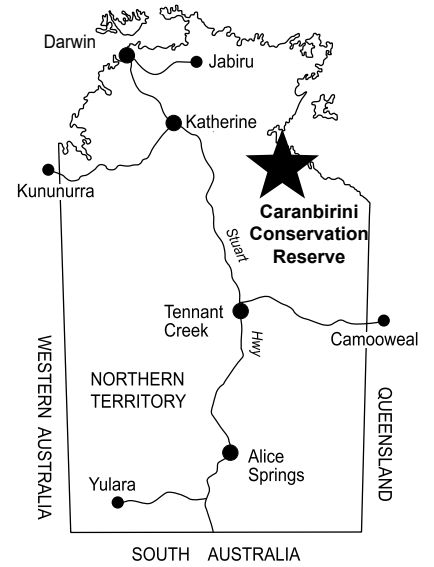 Darwin
Jabiru
Katherine
Kununurra
Caranbirini
Conservation
Reserve
Stuart
Tennant
Creek
Hwy
Camooweal
WESTERN AUSTRALIA
NORTHERN
TERRITORY
QUEENSLAND
Alice
Springs
Yulara
SOUTH AUSTRALIA